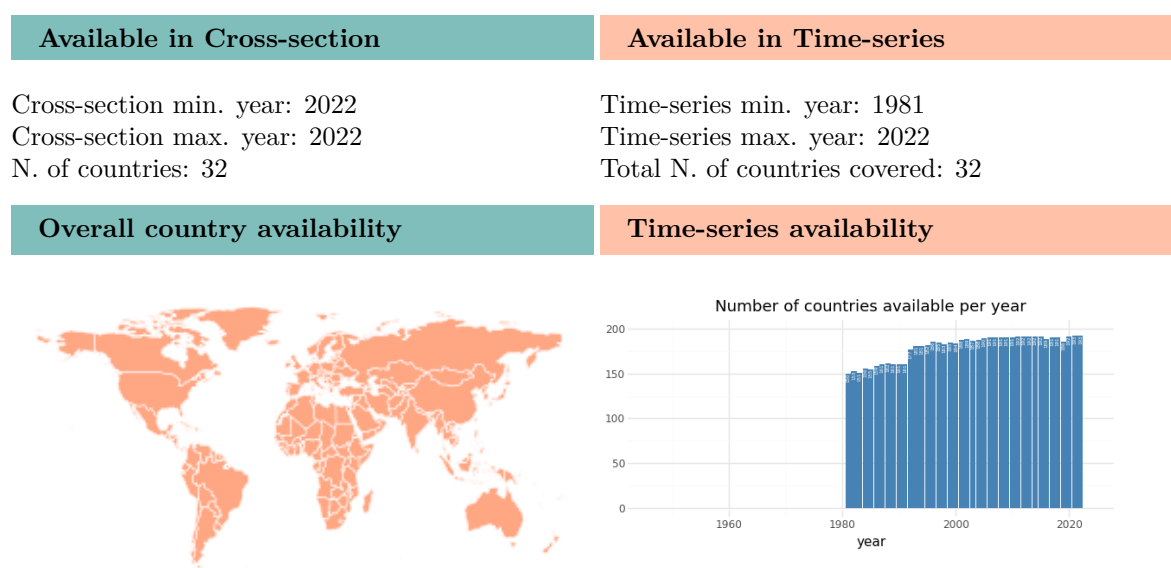 Available in Cross-section
Available in Time-series
Cross-section min. year: 2022
Cross-section max. year: 2022
N. of countries: 32
Time-series min. year: 1981
Time-series max. year: 2022
Total N. of countries covered: 32
Overall country availability
Time-series availability
Number of countries available per year
200
150
100
50
0
1960
1980
2000
2020
year